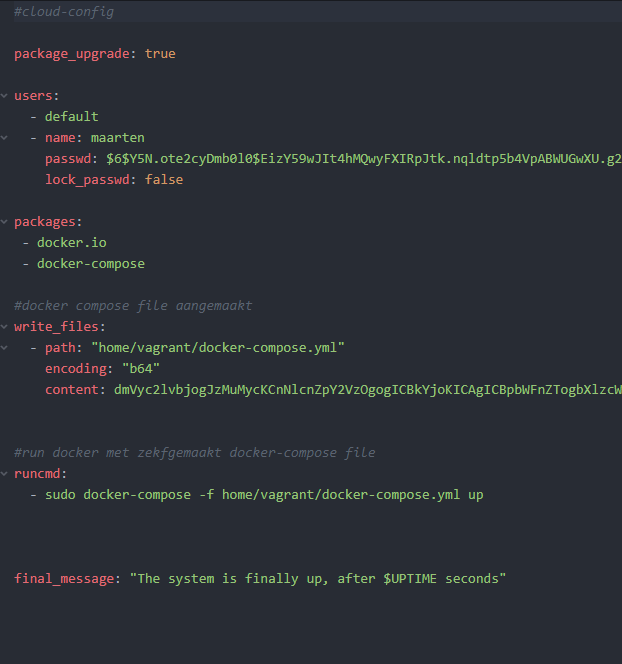 #cloud-config
package_upgrade: true
users:
- default
- name: maarten
passwd: $6$Y5N.ote2cyDmb0l0$EizY59wJIt4hMQwyFXIRpJtk.nqldtp5b4VpABWUGwXU.g2
lock_passwd: false
packages:
- docker.io
- docker-compose
#docker compose file aangemaakt
write_files:
- path: "home/vagrant/docker-compose.yml"
encoding: "b64"
content: dmVyc2lvbjogJzMuMycKCnNlcnZpY2VzOgogICBkYjoKICAgICBpbWFnZTogbXlzcW
#run docker met zekfgemaakt docker-compose file
runcmd:
- sudo docker-compose -f home/vagrant/docker-compose.yml up
final_message: "The system is finally up, after $UPTIME seconds"